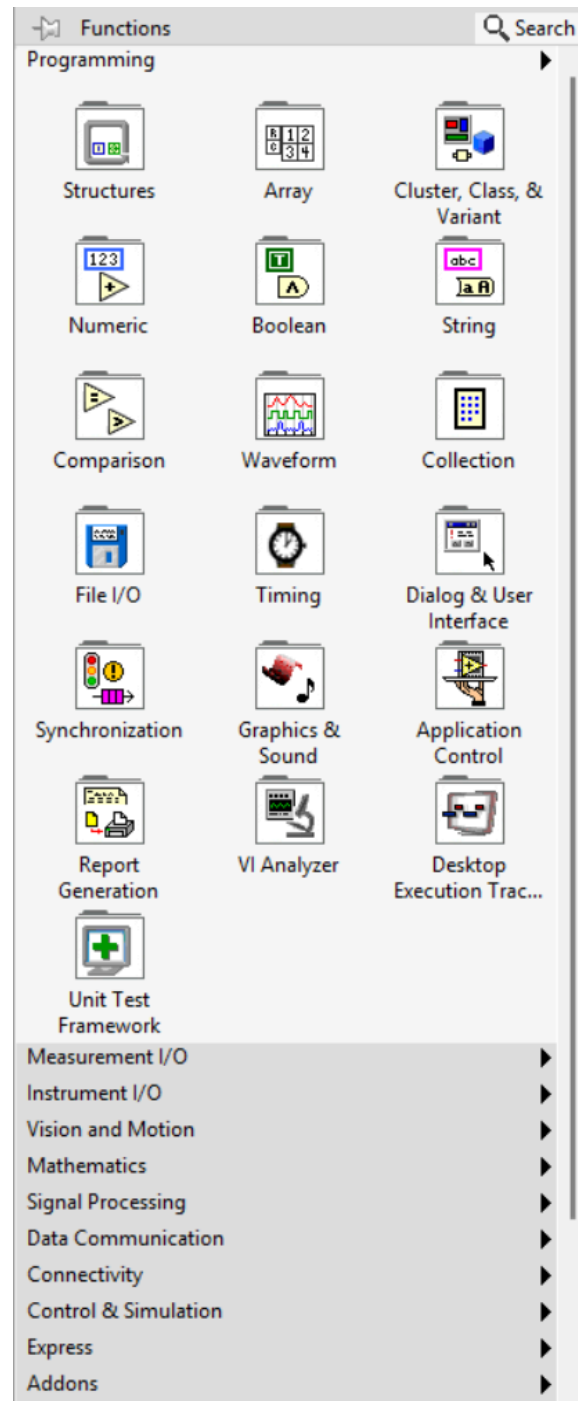 Functions Search
Programming
Structures Array Cluster, Class, &
Variant
123
T
abc
a A
Numeric Boolean String
Comparison Waveform Collection
File I/O Timing Dialog & User
Interface
Synchronization Graphics & Application
Sound Control
Report VI Analyzer Desktop
Generation Execution Trac...
Unit Test
Framework
Measurement I/O
Instrument I/O
Vision and Motion
Mathematics
Signal Processing
Data Communication
Connectivity
Control & Simulation
Express
Addons